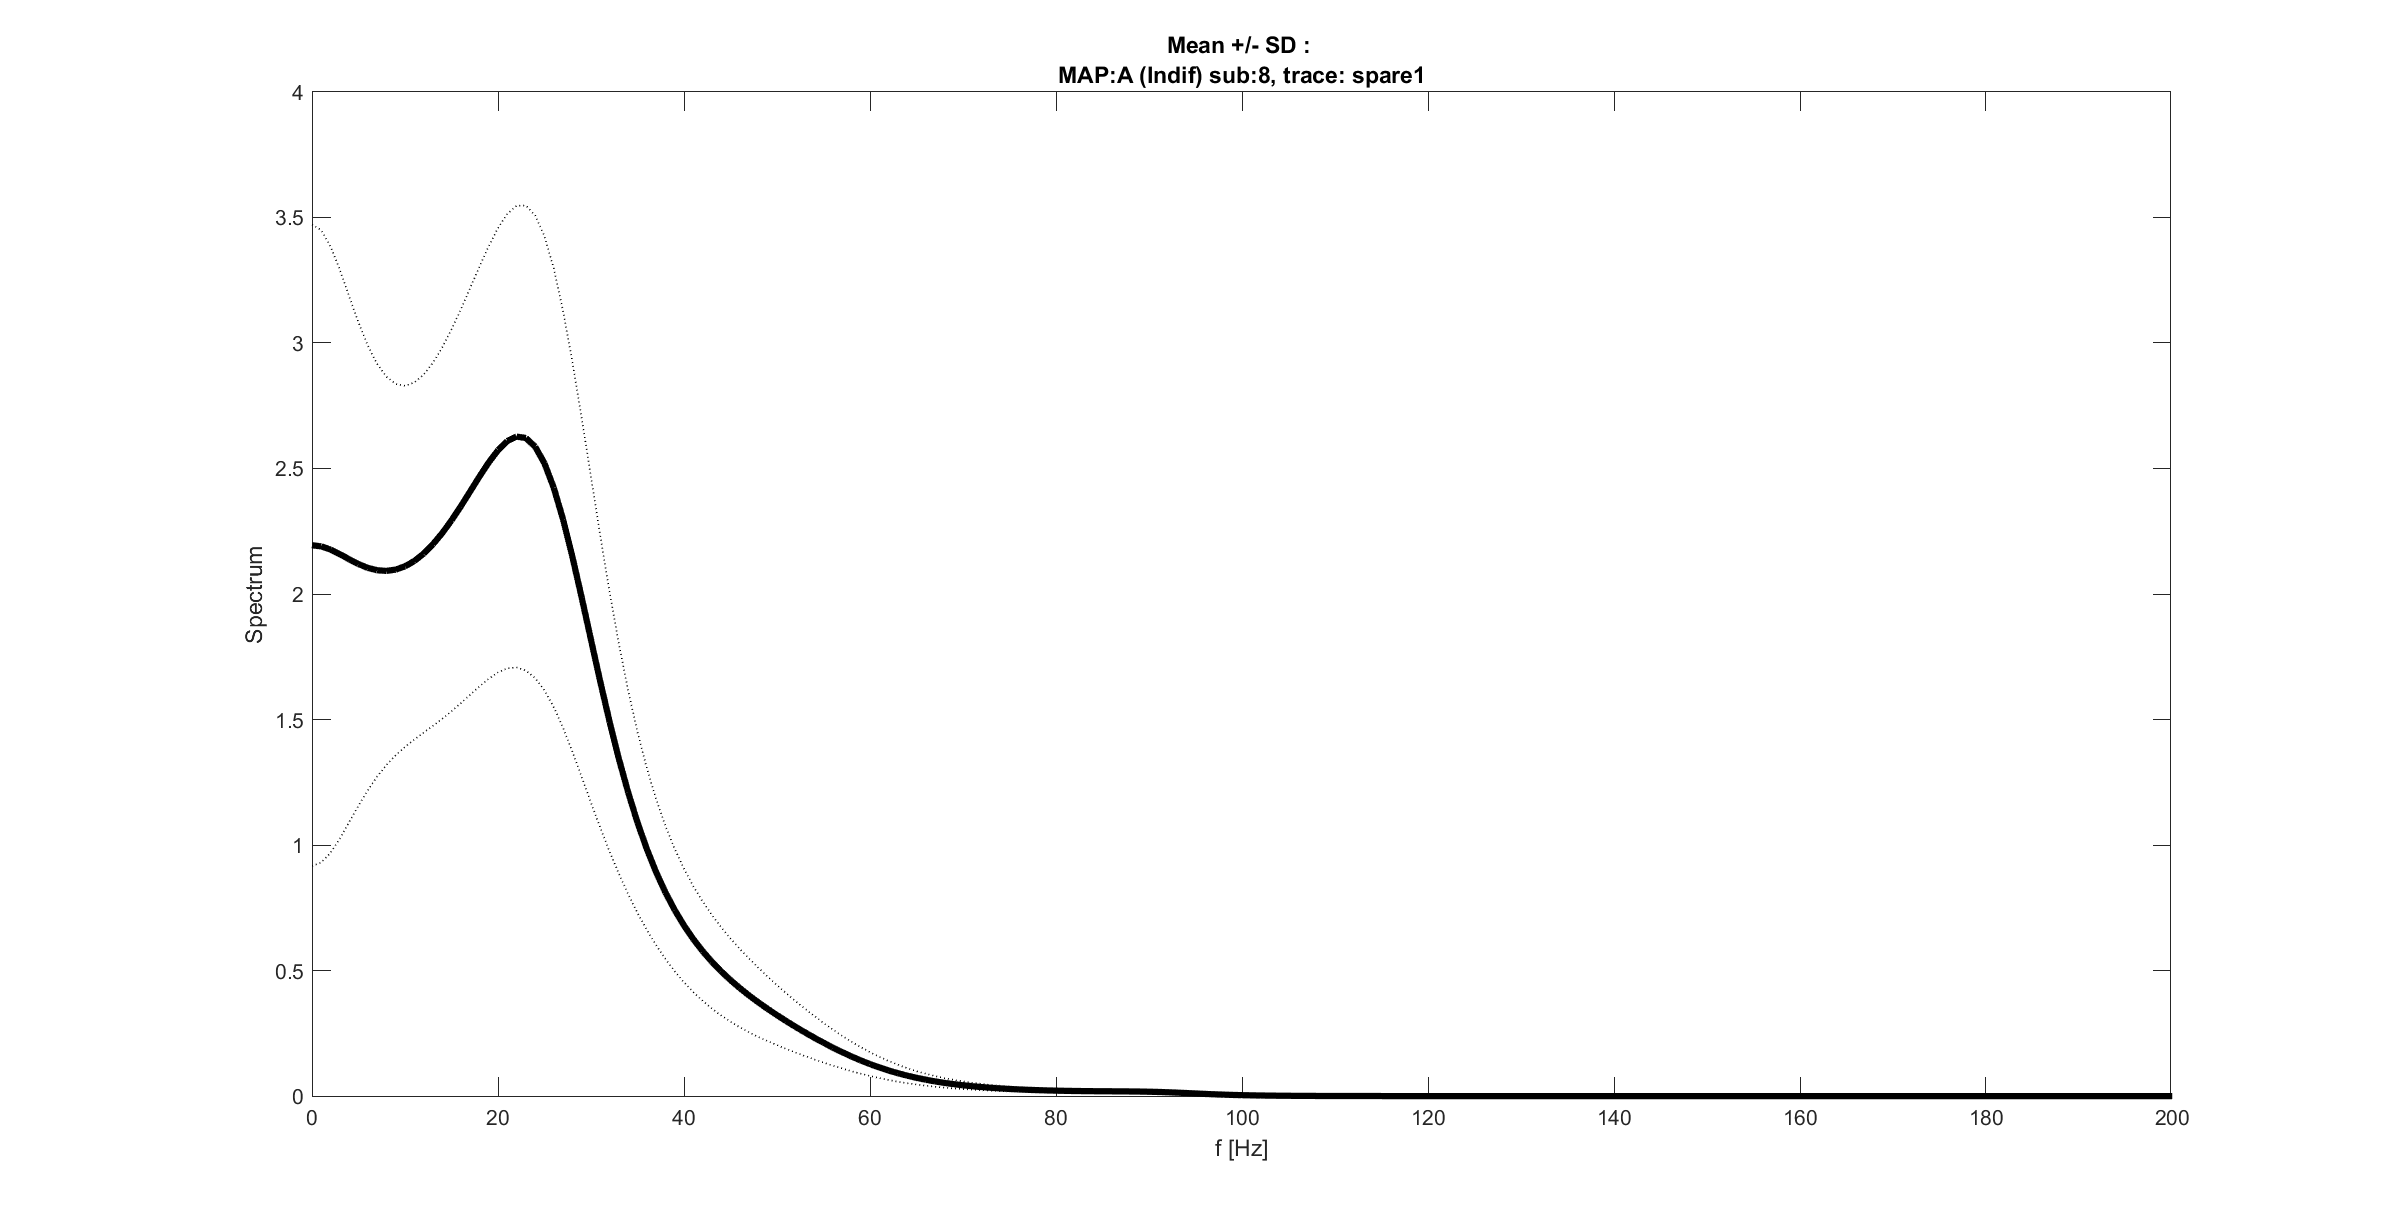 Mean +/- SD :
MAP:A (Indif) sub:8, trace: spare1
4
3.5
3
2.5
2
1.5
1
0.5
0
Spectrum
0 20 40 60 80 100 120 140 160 180 200
f [Hz]